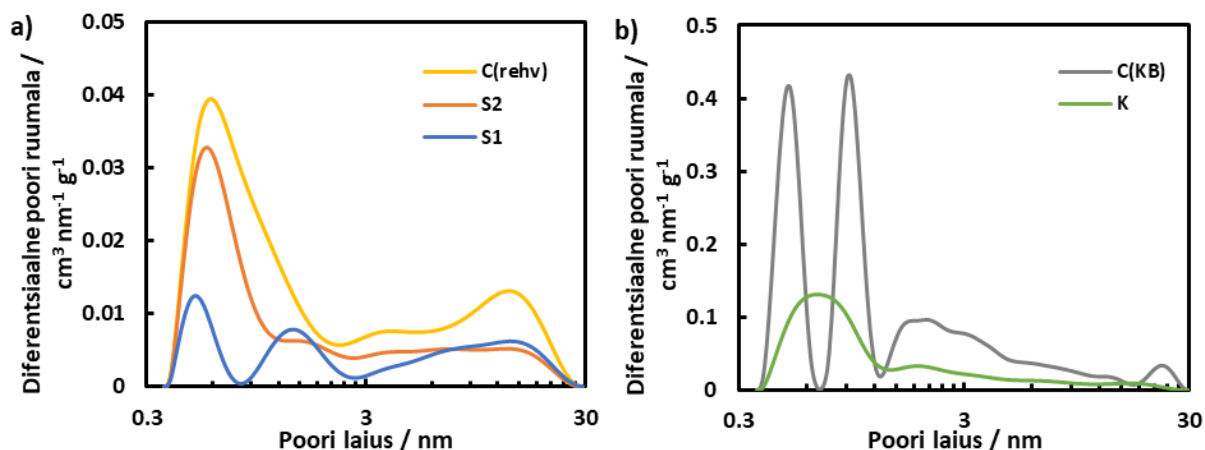 a)
Diferentsiaalne poori ruumala /
cm³ nm⁻¹ g⁻¹
0.05
0.04
0.03
0.02
0.01
0
C(rehv)
S2
S1
0.3
3
30
Poori laius / nm
b)
Diferentsiaalne poori ruumala /
cm³ nm⁻¹ g⁻¹
0.5
0.4
0.3
0.2
0.1
0
C(KB)
K
0.3
3
30
Poori laius / nm